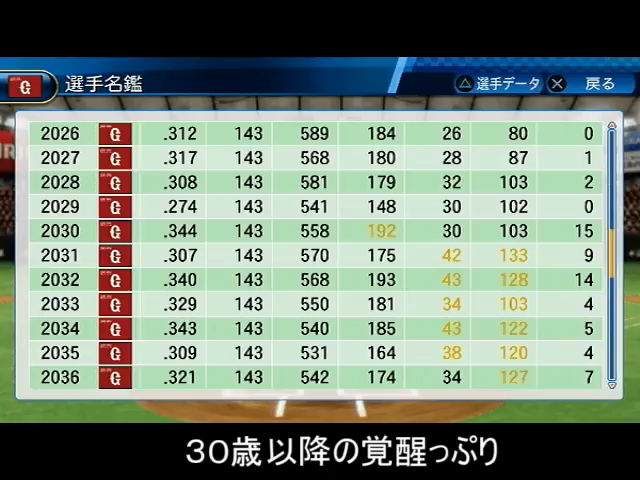 G 選手名鑑 選手データ 戻る
2026 G .312 143 589 184 26 80 0
2027 G .317 143 568 180 28 87 1
2028 G .308 143 581 179 32 103 2
2029 G .274 143 541 148 30 102 0
2030 G .344 143 558 192 30 103 15
2031 G .307 143 570 175 42 133 9
2032 G .340 143 568 193 43 128 14
2033 G .329 143 550 181 34 103 4
2034 G .343 143 540 185 43 122 5
2035 G .309 143 531 164 38 120 4
2036 G .321 143 542 174 34 127 7
30歳以降の覚醒っぷり